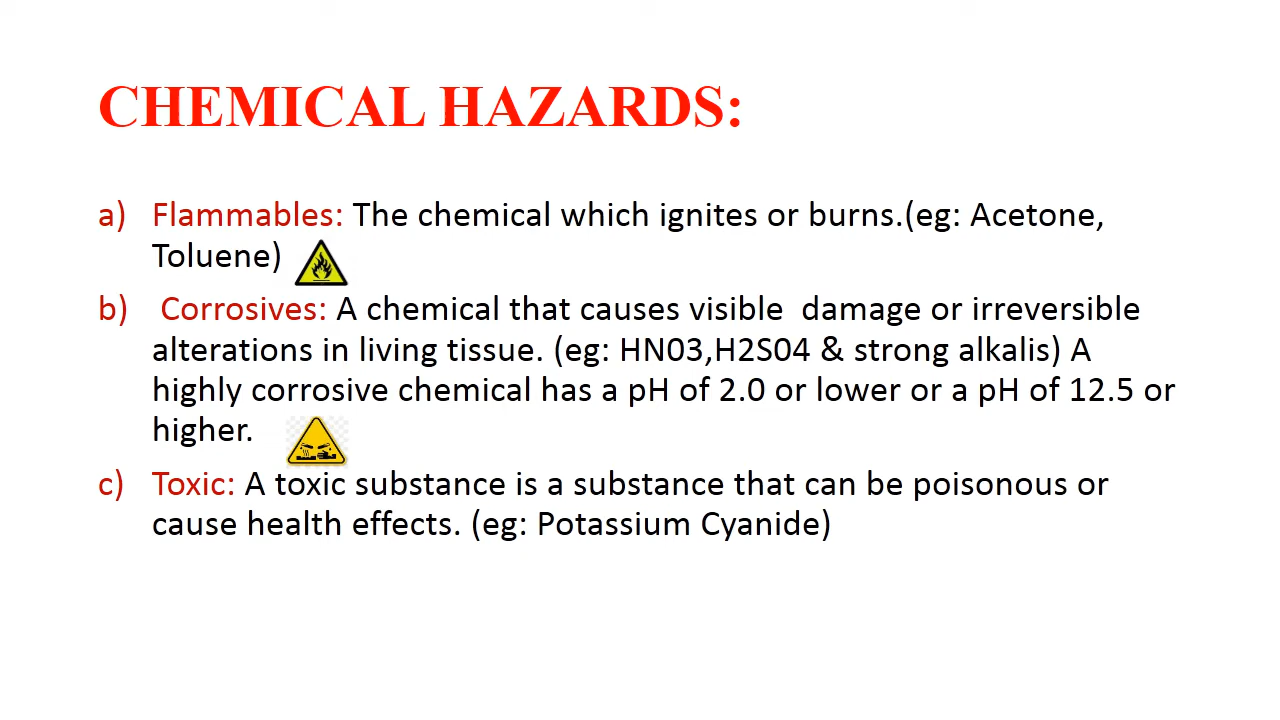 CHEMICAL HAZARDS:
a) Flammables: The chemical which ignites or burns.(eg: Acetone,
Toluene)
b) Corrosives: A chemical that causes visible  damage or irreversible
alterations in living tissue. (eg: HN03,H2S04 & strong alkalis) A
highly corrosive chemical has a pH of 2.0 or lower or a pH of 12.5 or
higher.
c) Toxic: A toxic substance is a substance that can be poisonous or
cause health effects. (eg: Potassium Cyanide)